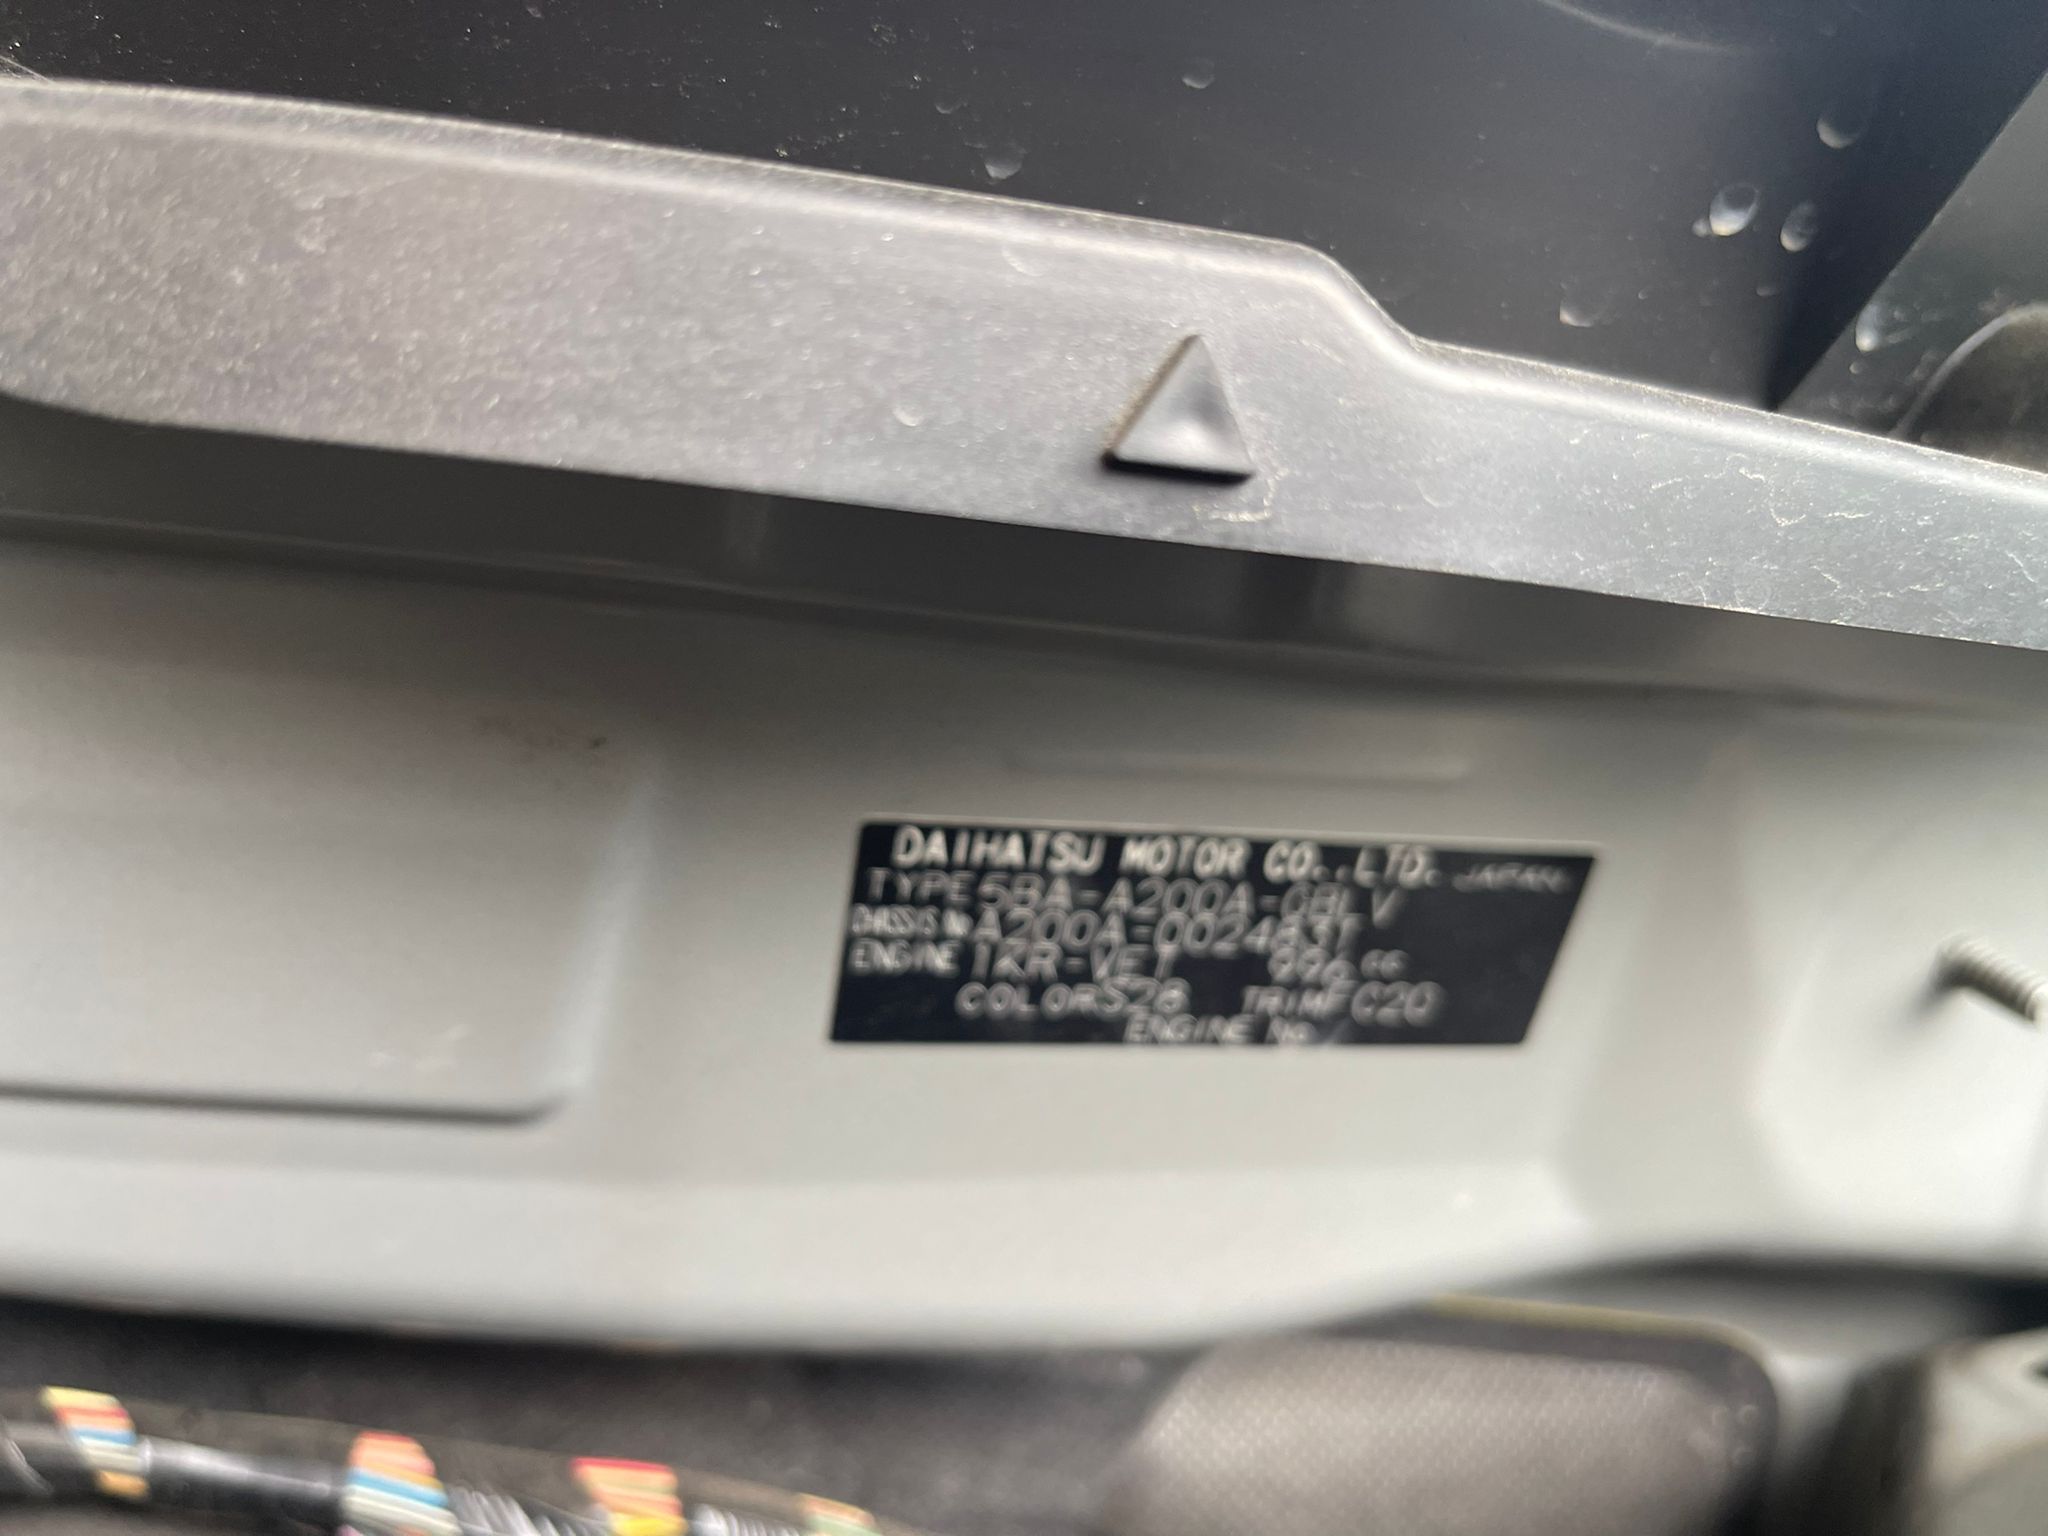 DAIHATSU MOTOR CO.,LTD. JAPAN
TYPE 5BA-A200A-GBLV
CHASSIS No A200A-0024831
ENGINE 1KR-VET 996 cc
COLOR S28 TRIM FC20
ENGINE No